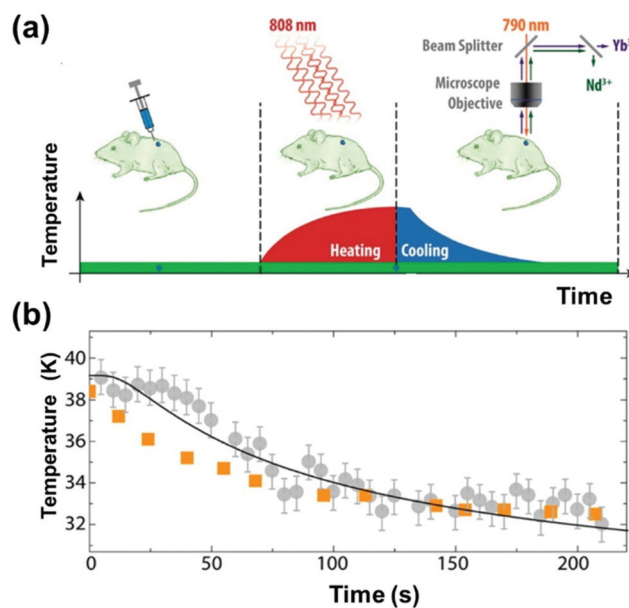 (a)
808 nm
790 nm
Beam Splitter
Nd³⁺
Microscope
Objective
Temperature
Heating
Cooling
Time
(b)
Temperature (K)
40
38
36
34
32
0
50
100
150
200
Time (s)